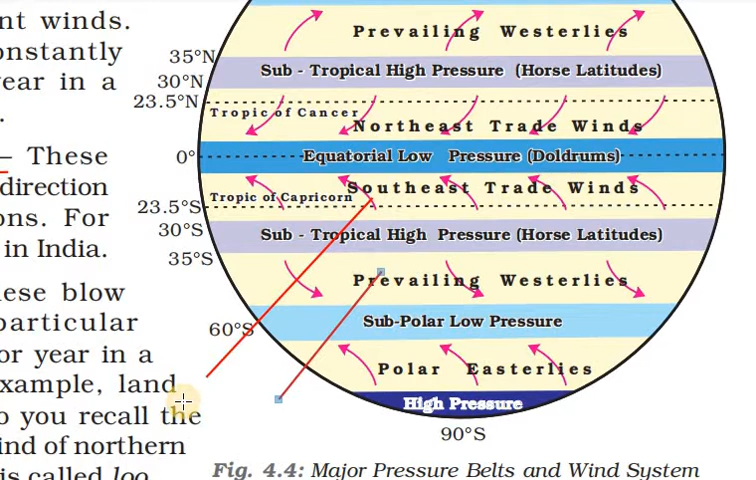 nt winds.
onstantly
year in a
— These
direction
ons. For
in India.
ese blow
particular
or year in a
xample, land
o you recall the
ind of northern
is called loo
Prevailing Westerlies
35°N
Sub - Tropical High Pressure (Horse Latitudes)
30°N
23.5°N
Tropic of Cancer
Northeast Trade Winds
0°
Equatorial Low Pressure (Doldrums)
Southeast Trade Winds
Tropic of Capricorn
23.5°S
30°S
Sub - Tropical High Pressure (Horse Latitudes)
35°S
Prevailing Westerlies
60°S
Sub-Polar Low Pressure
Polar Easterlies
High Pressure
90°S
Fig. 4.4: Major Pressure Belts and Wind System